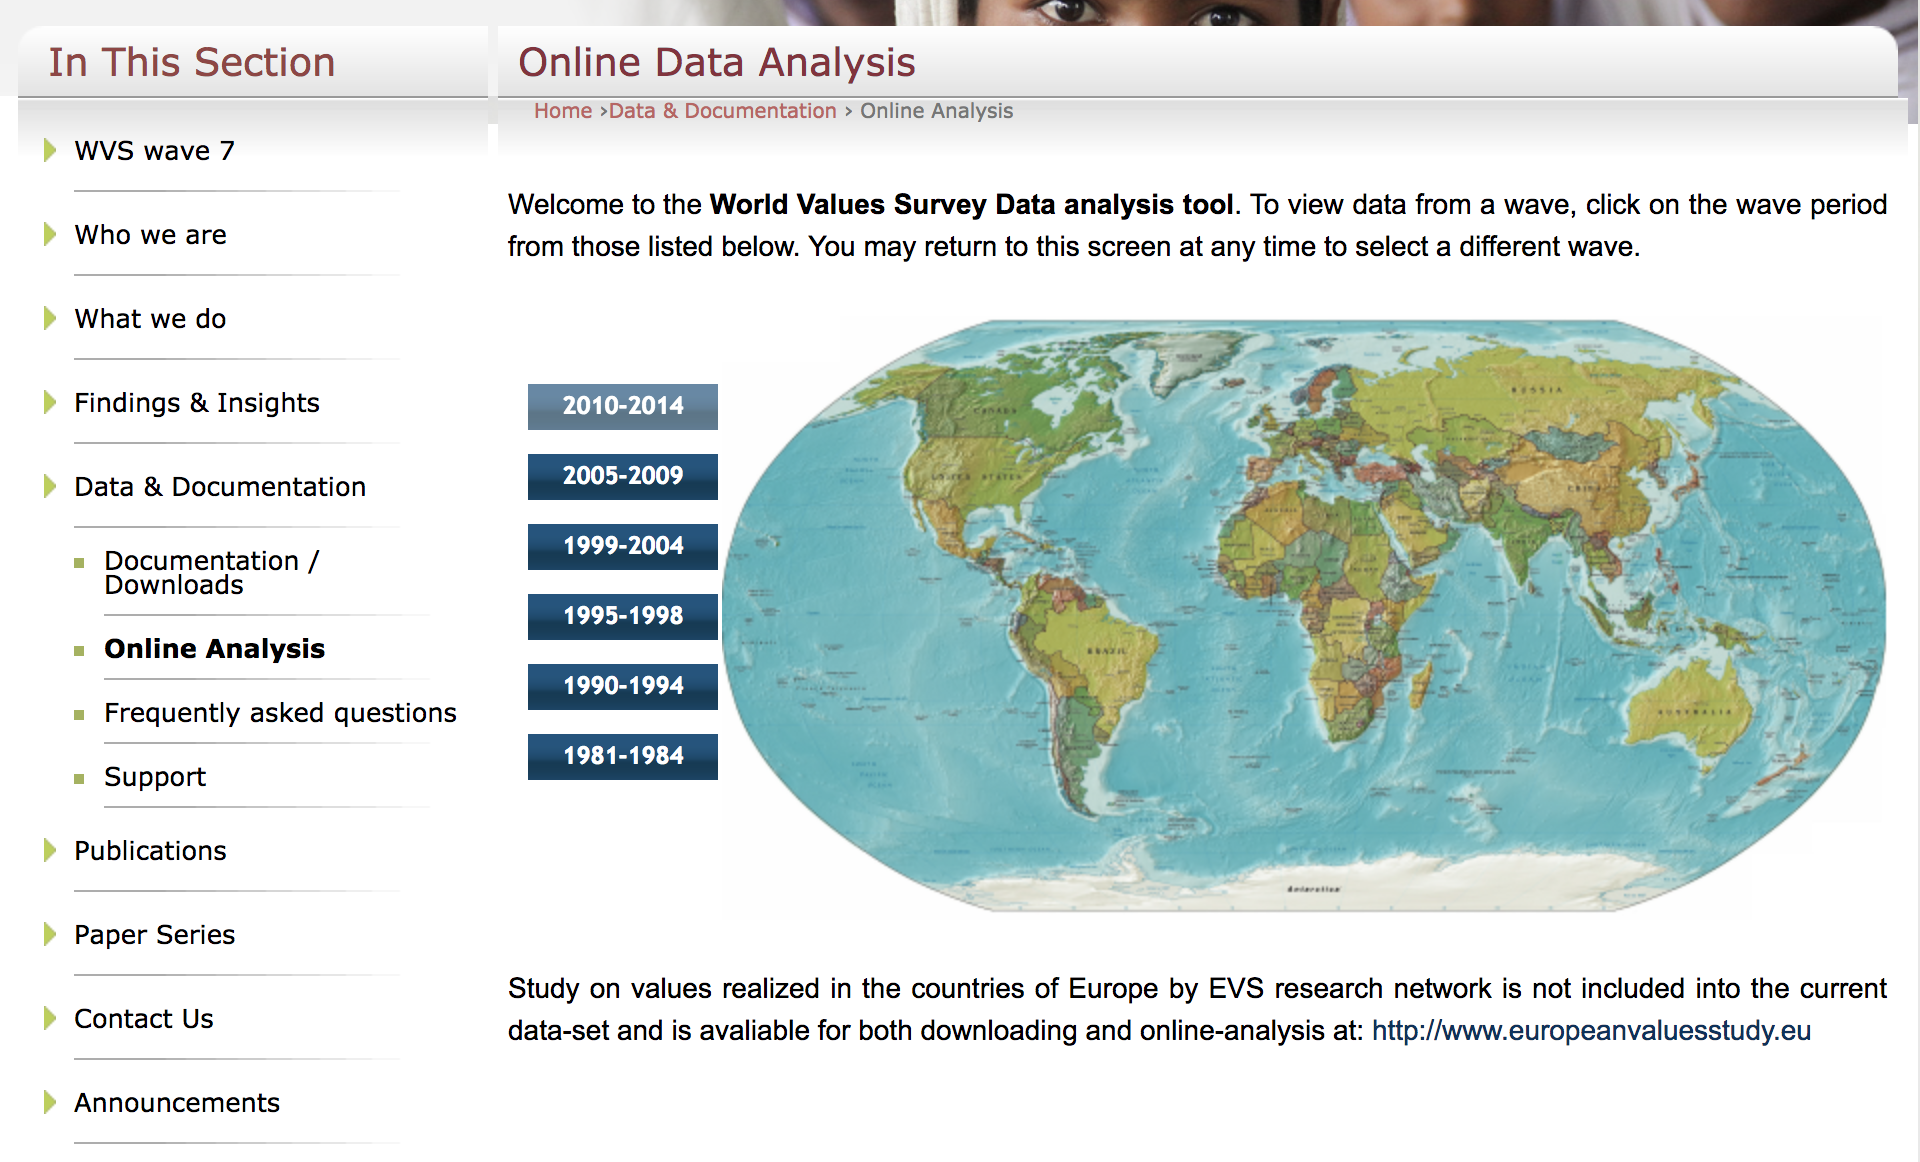 In This Section
WVS wave 7
Who we are
What we do
Findings & Insights
Data & Documentation
Documentation /
Downloads
Online Analysis
Frequently asked questions
Support
Publications
Paper Series
Contact Us
Announcements
Online Data Analysis
Home ›Data & Documentation › Online Analysis
Welcome to the World Values Survey Data analysis tool. To view data from a wave, click on the wave period
from those listed below. You may return to this screen at any time to select a different wave.
2010-2014
2005-2009
1999-2004
1995-1998
1990-1994
1981-1984
CANADA
UNITED STATES
BRAZIL
RUSSIA
CHINA
ALGERIA
INDIA
AUSTRALIA
Antarctica
Study on values realized in the countries of Europe by EVS research network is not included into the current
data-set and is avaliable for both downloading and online-analysis at: http://www.europeanvaluesstudy.eu